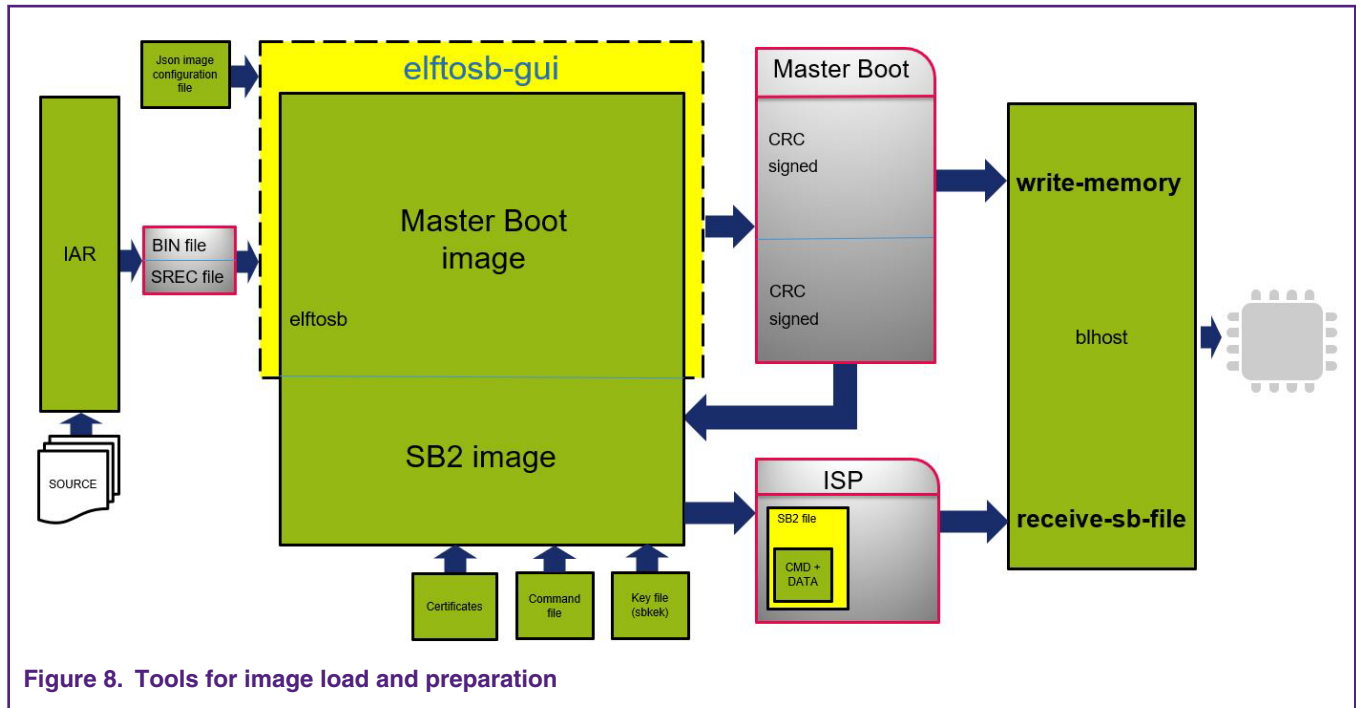 Json image
configuration
file
elftosb-gui
Master Boot
IAR
BIN file
SREC file
Master Boot
image
elftosb
CRC
signed
CRC
signed
write-memory
blhost
SOURCE
SB2 image
ISP
SB2 file
CMD +
DATA
receive-sb-file
Certificates
Command
file
Key file
(sbkek)
Figure 8. Tools for image load and preparation